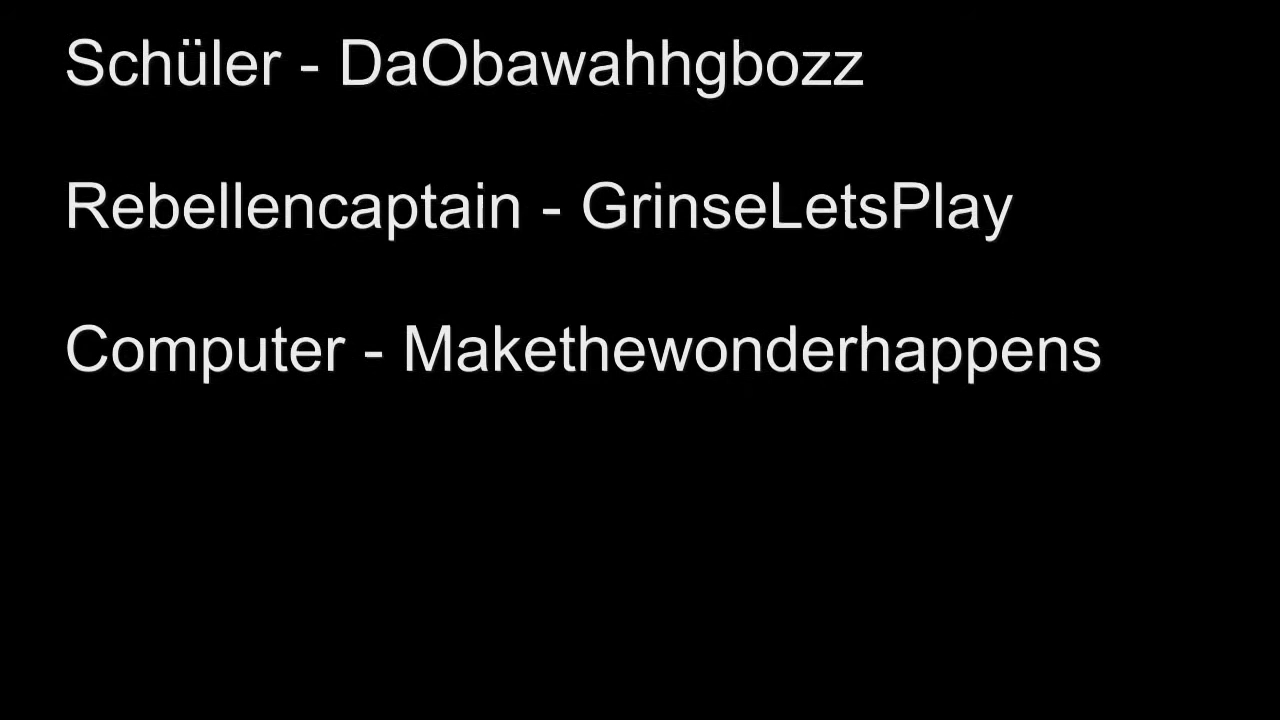 Schüler - DaObawahhgbozz
Rebellencaptain - GrinseLetsPlay
Computer - Makethewonderhappens